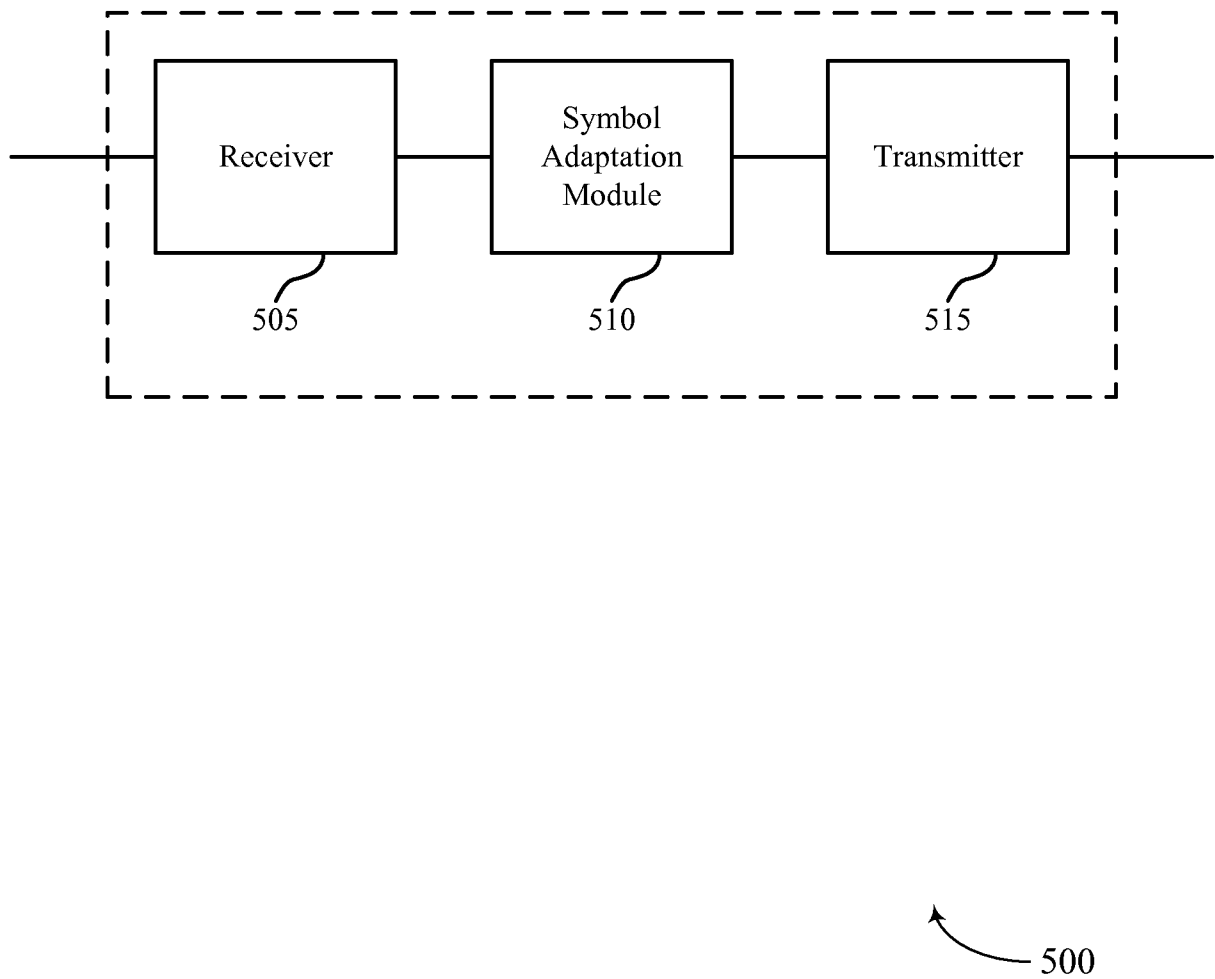 Receiver
Symbol
Adaptation
Module
Transmitter
505
510
515
500